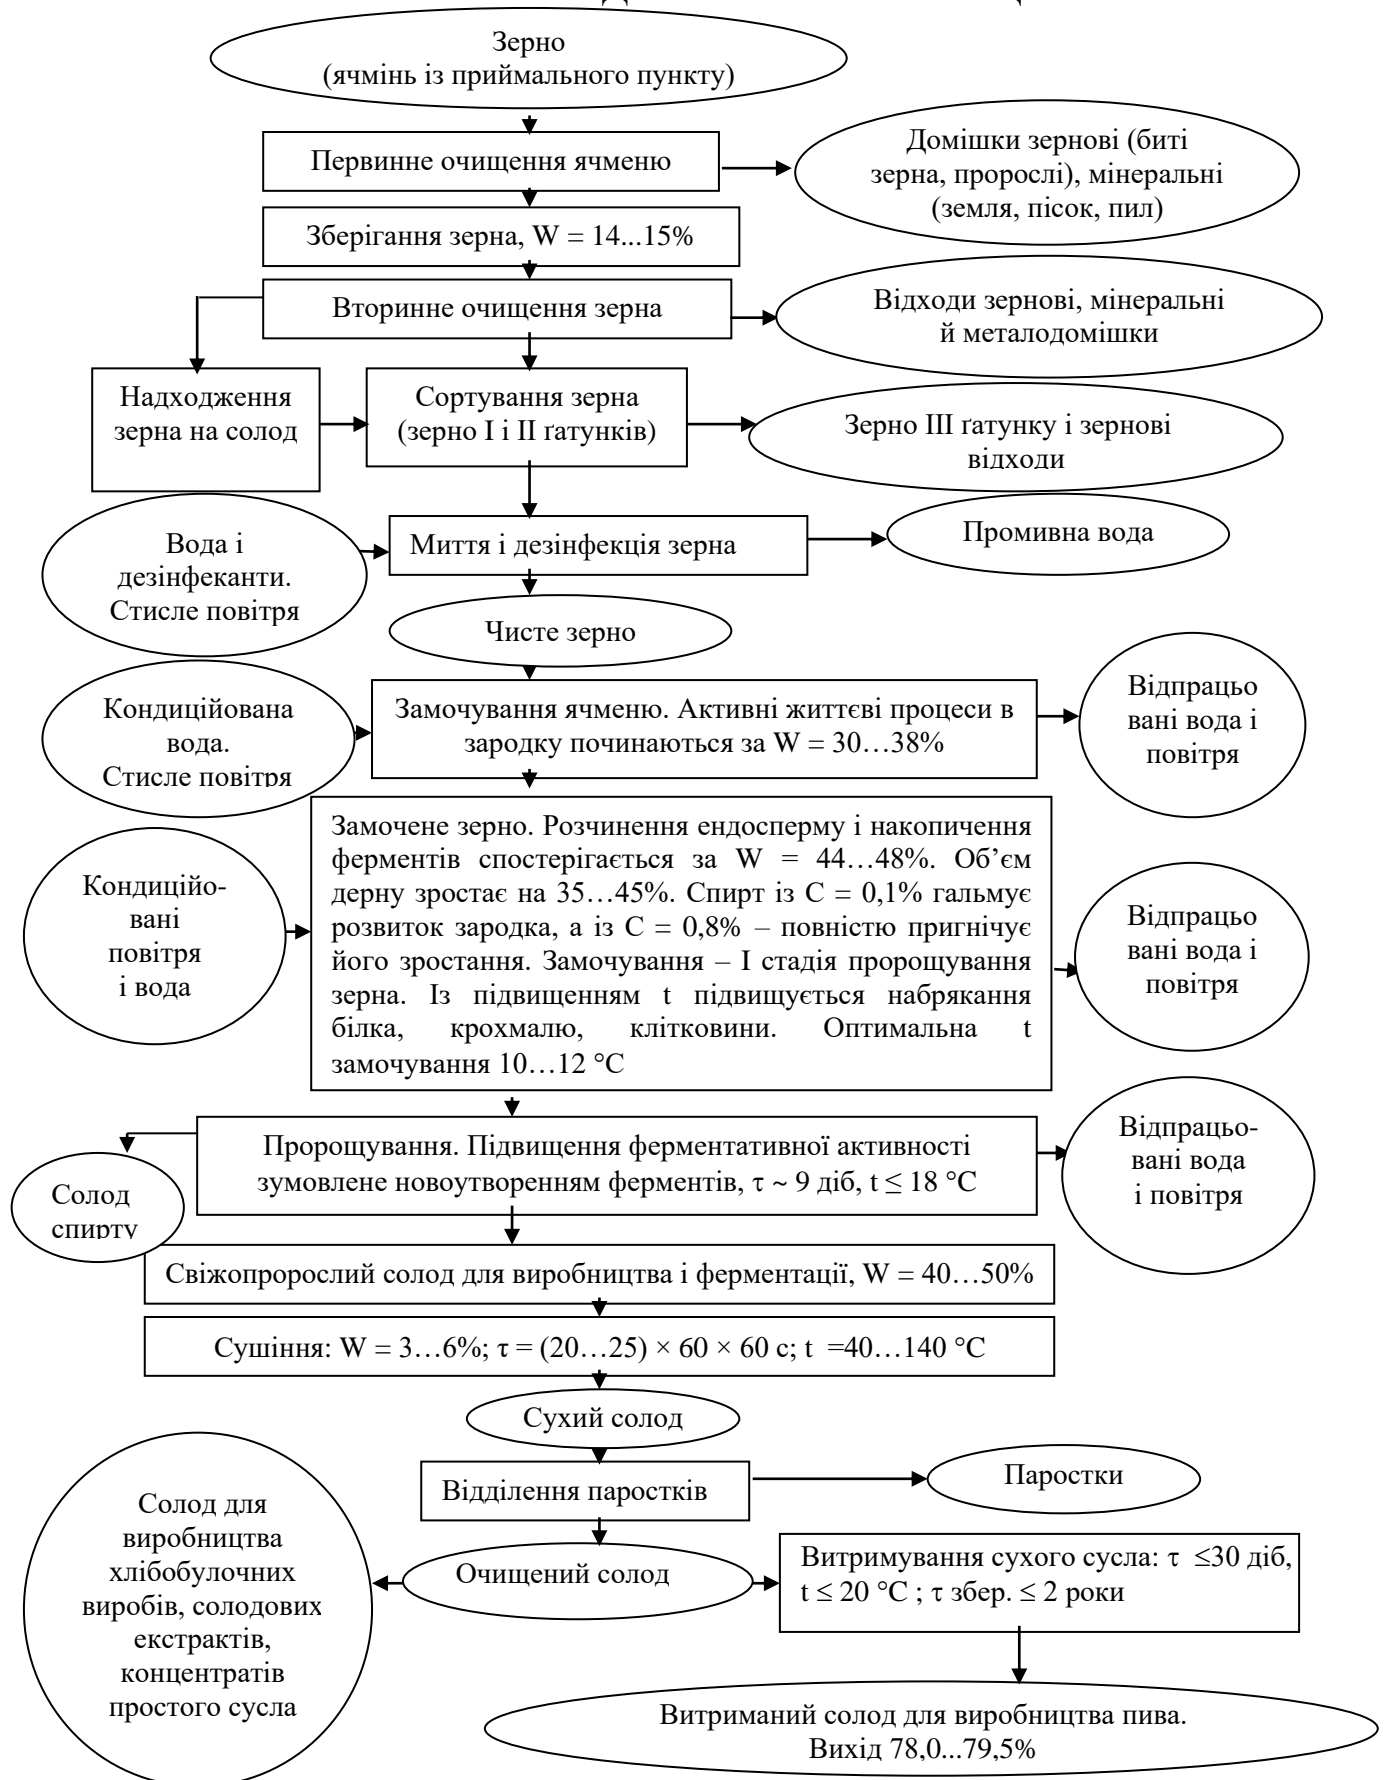 Зерно
(ячмінь із приймального пункту)
Первинне очищення ячменю
Домішки зернові (биті
зерна, пророслі), мінеральні
(земля, пісок, пил)
Зберігання зерна, W = 14...15%
Вторинне очищення зерна
Відходи зернові, мінеральні
й металодомішки
Надходження
зерна на солод
Сортування зерна
(зерно I і II ґатунків)
Зерно III ґатунку і зернові
відходи
Вода і
дезінфеканти.
Стисле повітря
Миття і дезінфекція зерна
Промивна вода
Чисте зерно
Кондиційована
вода.
Стисле повітря
Замочування ячменю. Активні життєві процеси в
зародку починаються за W = 30…38%
Відпрацьо
вані вода і
повітря
Кондиційо-
вані
повітря
і вода
Замочене зерно. Розчинення ендосперму і накопичення
ферментів спостерігається за W = 44…48%. Об’єм
дерну зростає на 35…45%. Спирт із С = 0,1% гальмує
розвиток зародка, а із С = 0,8% – повністю пригнічує
його зростання. Замочування – I стадія пророщування
зерна. Із підвищенням t підвищується набрякання
білка, крохмалю, клітковини. Оптимальна t
замочування 10…12 °С
Відпрацьо
вані вода і
повітря
Пророщування. Підвищення ферментативної активності
зумовлене новоутворенням ферментів, τ ~ 9 діб, t ≤ 18 °С
Відпрацьо-
вані вода
і повітря
Солод
спирту
Свіжопророслий солод для виробництва і ферментації, W = 40…50%
Сушіння: W = 3…6%; τ = (20…25) × 60 × 60 с; t =40…140 °С
Сухий солод
Відділення паростків
Паростки
Очищений солод
Солод для
виробництва
хлібобулочних
виробів, солодових
екстрактів,
концентратів
простого сусла
Витримування сухого сусла: τ ≤30 діб,
t ≤ 20 °С ; τ збер. ≤ 2 роки
Витриманий солод для виробництва пива.
Вихід 78,0...79,5%